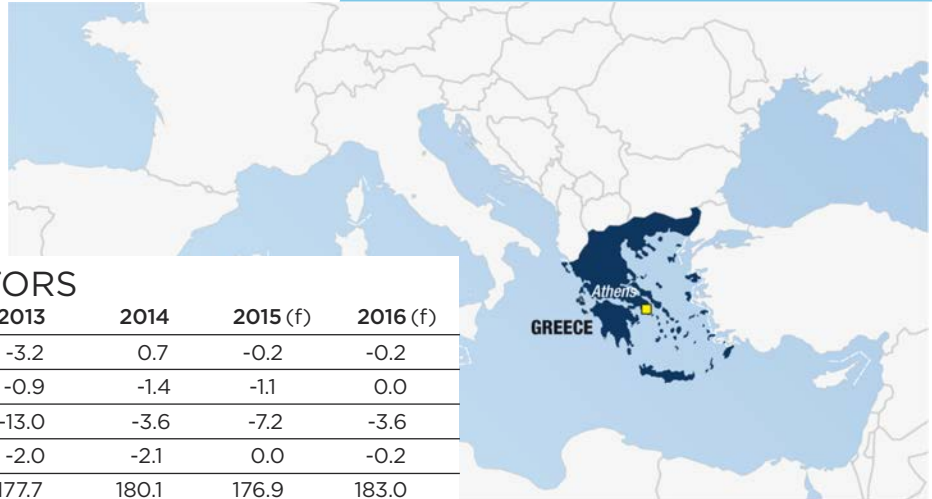 Athens
GREECE
TORS
2013 2014 2015 (f) 2016 (f)
-3.2 0.7 -0.2 -0.2
-0.9 -1.4 -1.1 0.0
-13.0 -3.6 -7.2 -3.6
-2.0 -2.1 0.0 -0.2
177.7 180.1 176.9 183.0